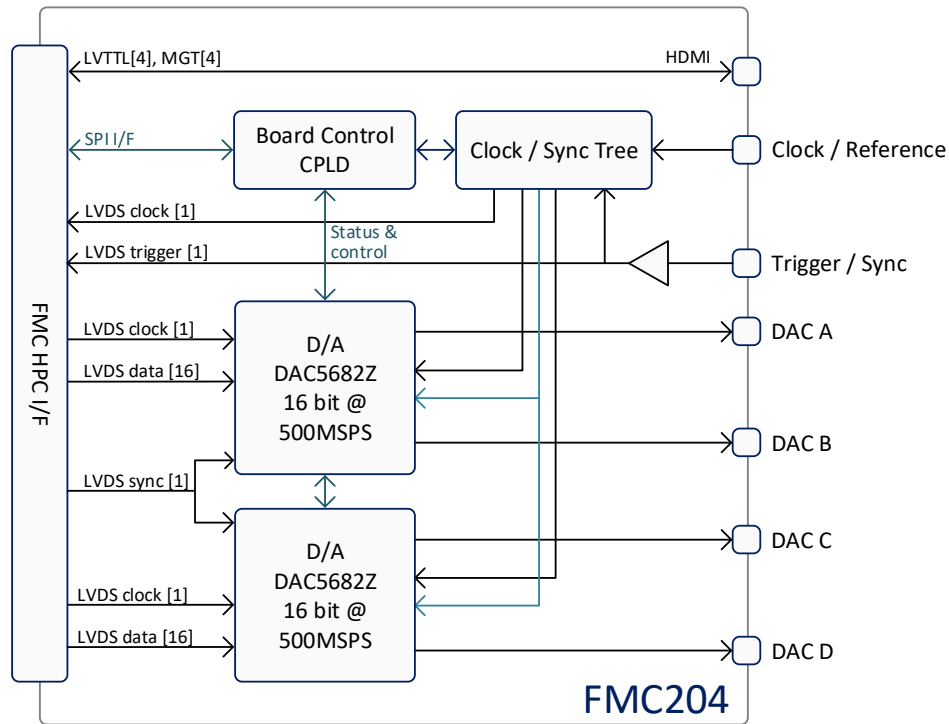 LVTTL[4], MGT[4]
HDMI
SPI I/F
Board Control
CPLD
Clock / Sync Tree
Clock / Reference
LVDS clock [1]
Status &
control
LVDS trigger [1]
Trigger / Sync
FMC HPC I/F
LVDS clock [1]
LVDS data [16]
D/A
DAC5682Z
16 bit @
500MSPS
DAC A
DAC B
LVDS sync [1]
D/A
DAC5682Z
16 bit @
500MSPS
DAC C
LVDS clock [1]
LVDS data [16]
DAC D
FMC204